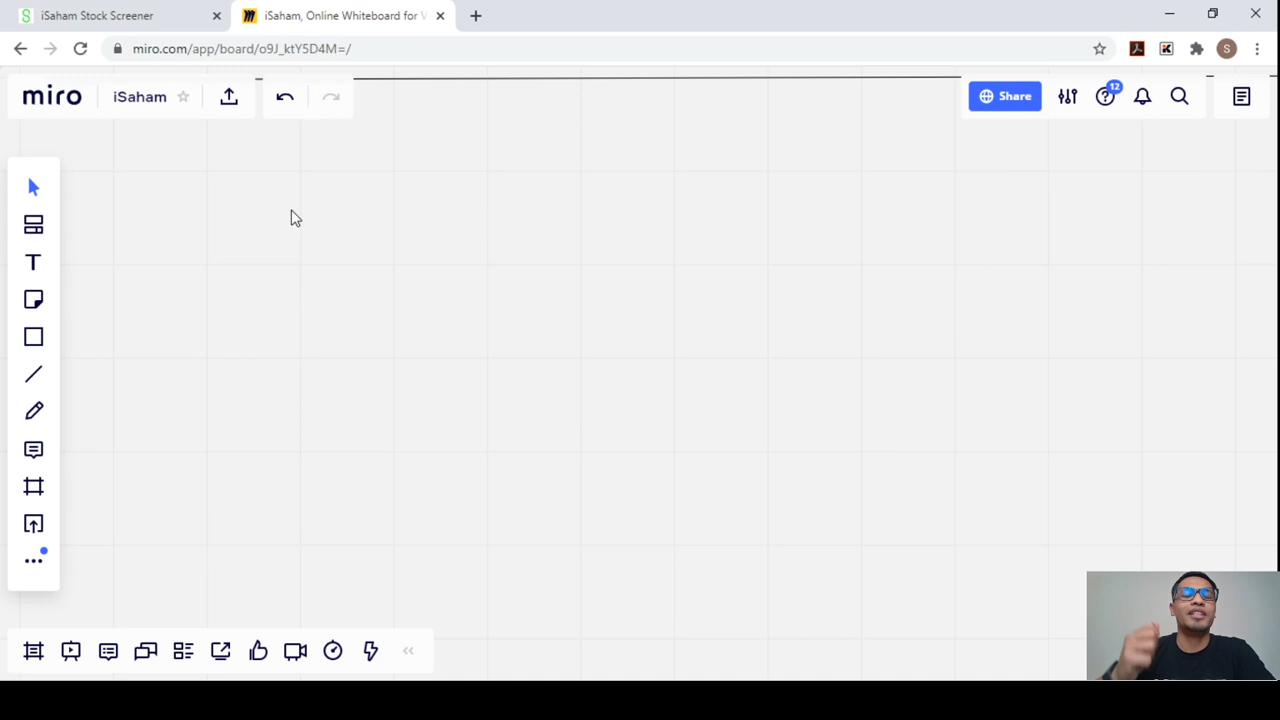 iSaham Stock Screener
iSaham, Online Whiteboard for V
miro.com/app/board/o9J_ktY5D4M=/
S
miro
iSaham
Share
12
T